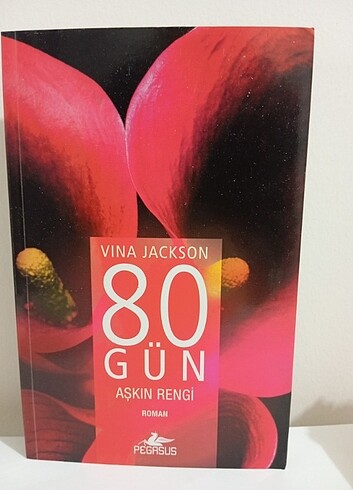 VINA JACKSON
80
GÜN
AŞKIN RENGİ
ROMAN
PEGASUS